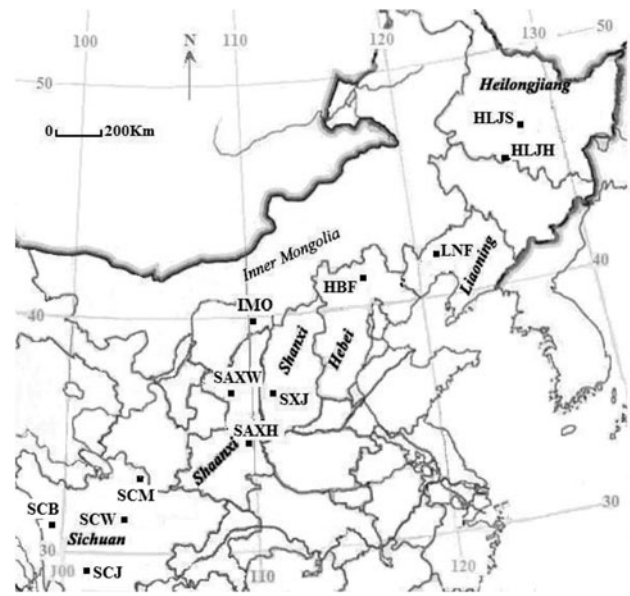 100 110 120 130 50
N
50
Heilongjiang
HLJS
0 200Km
HLJH
Inner Mongolia
LNF
Liaoning
40
HBF
IMO
40
Shanxi
Hebei
SAXW
SXJ
SAXH
Shaanxi
SCM
SCB
SCW
30
Sichuan
30
100
SCJ
110
120